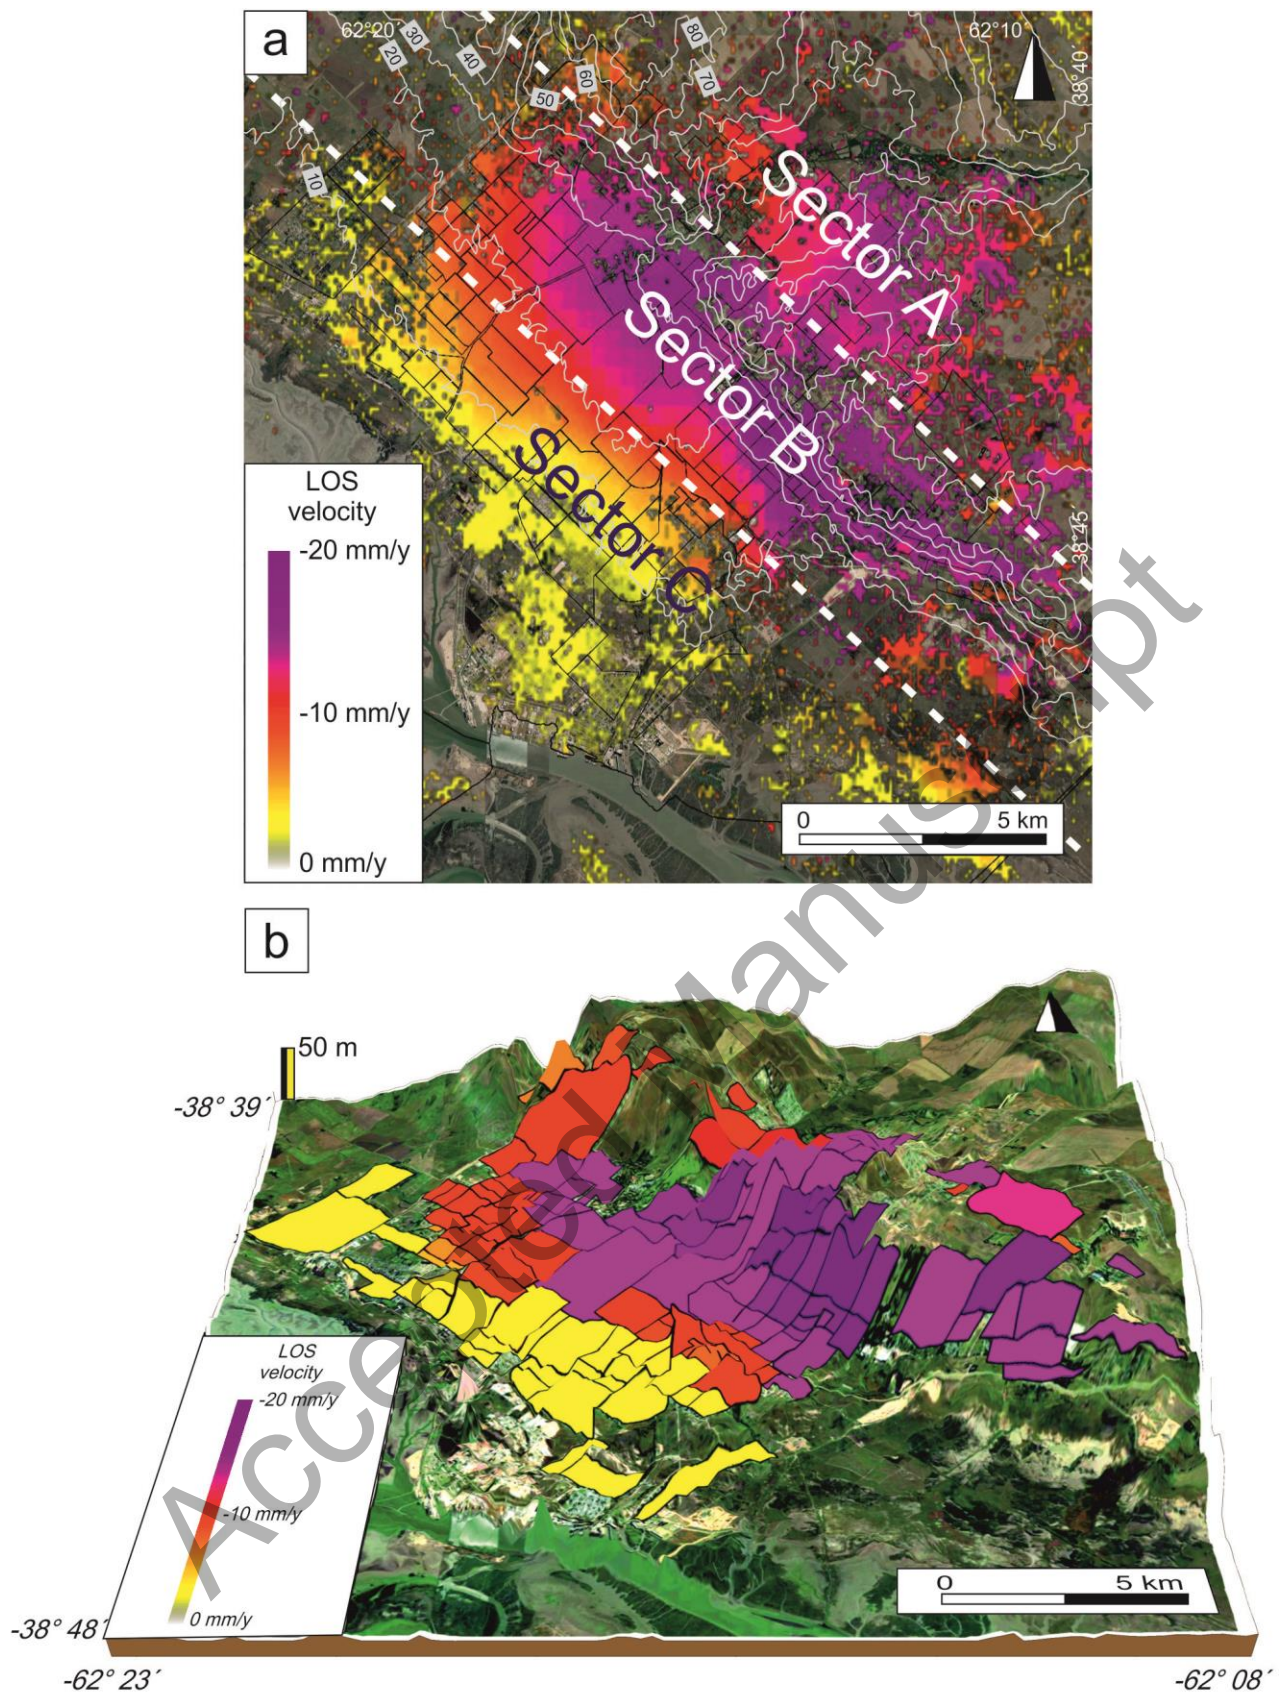 a
62°20´
62°10´
38°40´
30
20
40
80
60
70
50
10
Sector A
Sector B
Sector C
38°45´
LOS
velocity
-20 mm/y
-10 mm/y
0 mm/y
0 5 km
b
50 m
-38° 39´
LOS
velocity
-20 mm/y
-10 mm/y
0 mm/y
0 5 km
-38° 48´
-62° 23´
-62° 08´
Accepted Manuscript